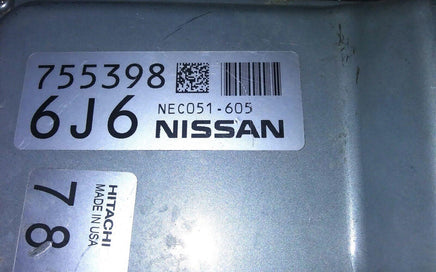 755398
6J6
NEC051-605
NISSAN
78
HITACHI
MADE IN USA